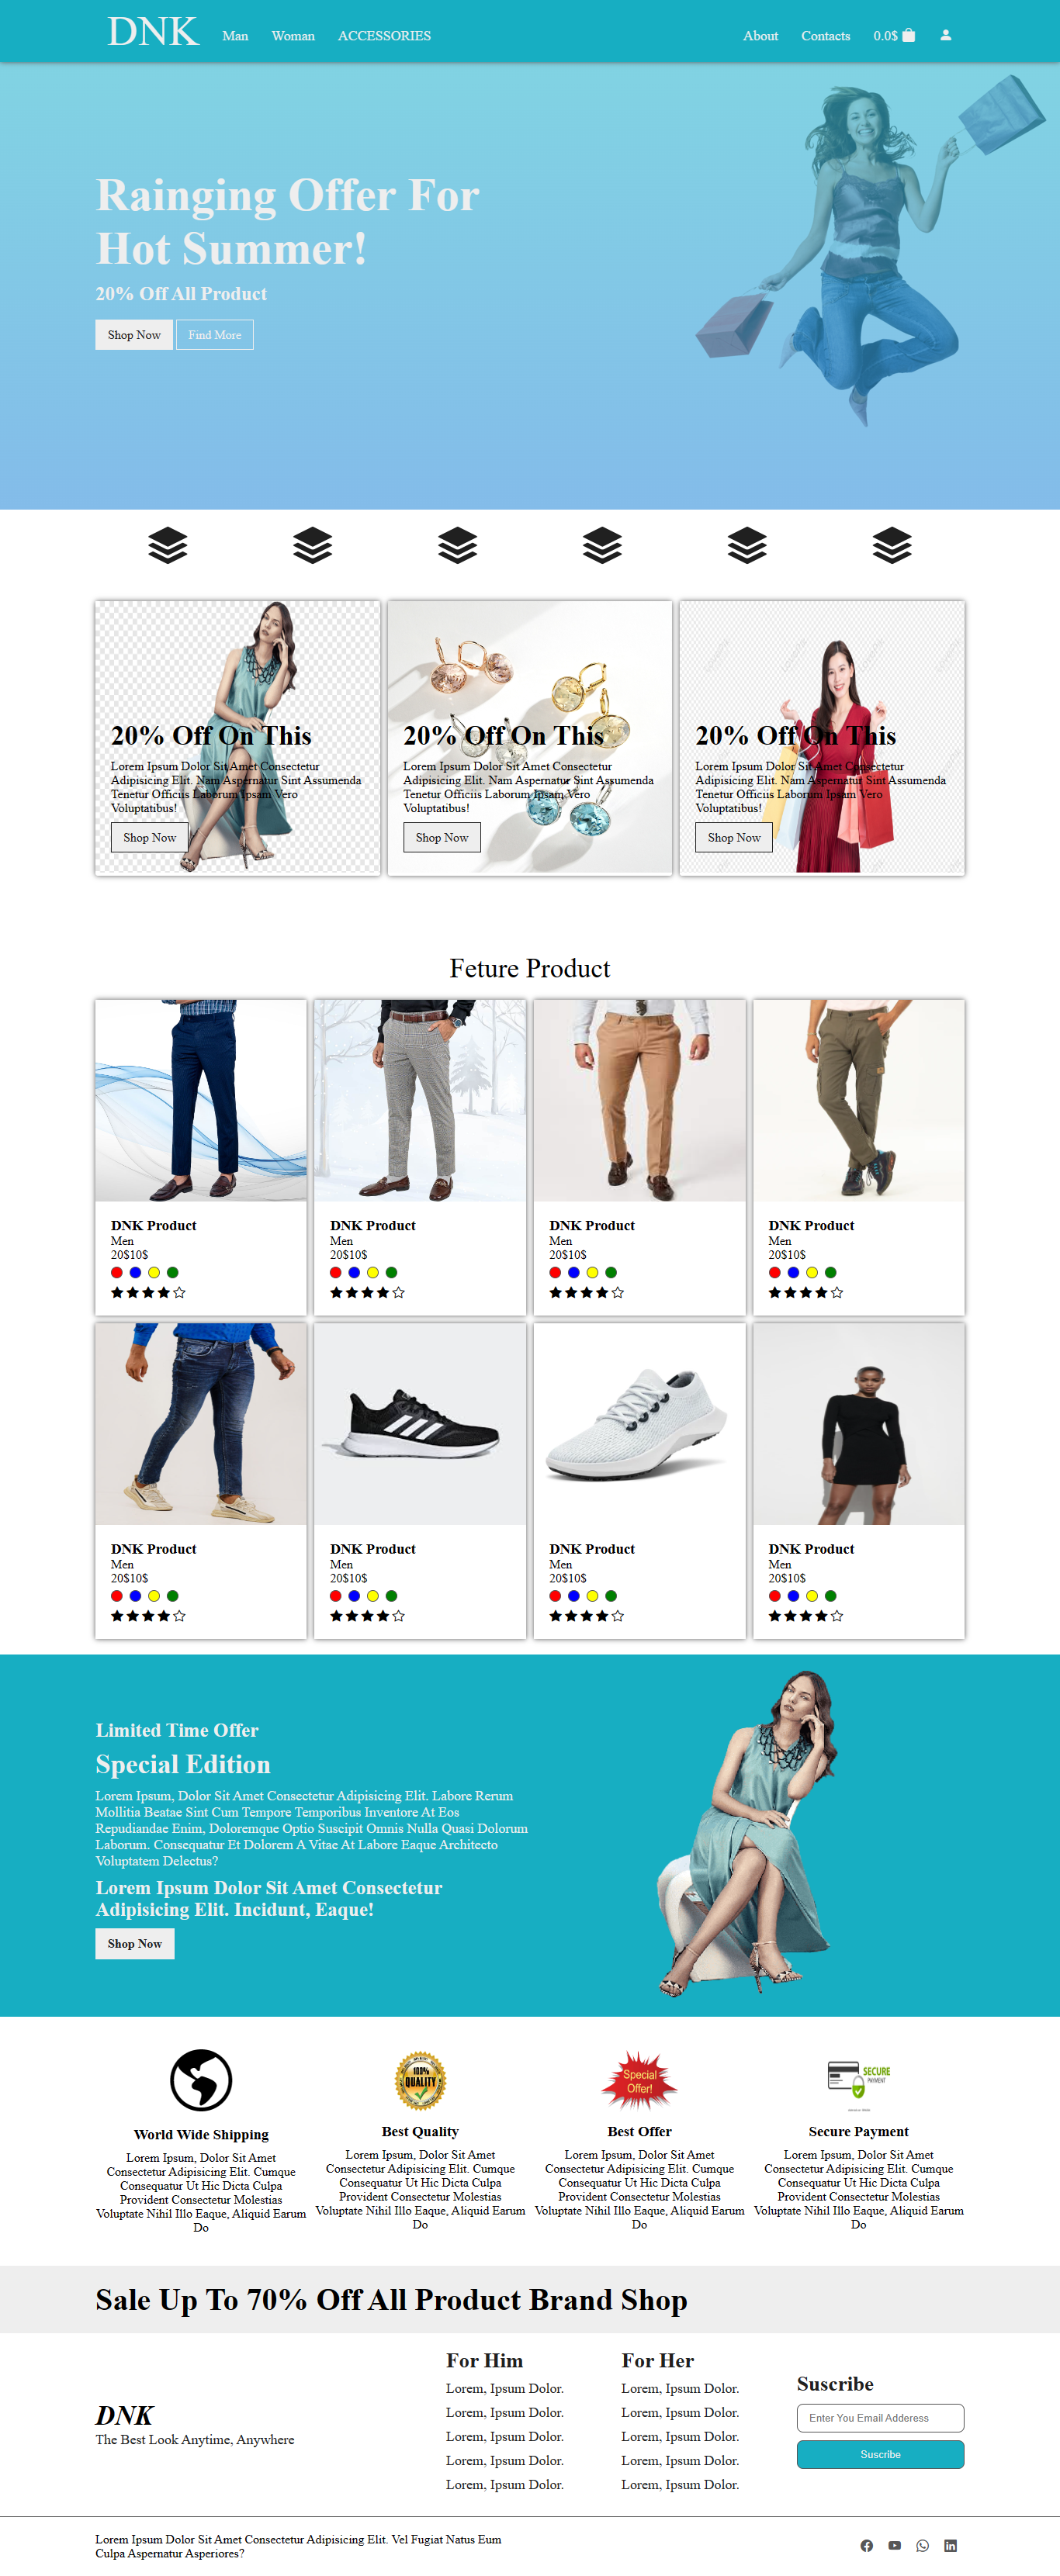 DNK
Man
Woman
ACCESSORIES
About
Contacts
0.0$
Rainging Offer For
Hot Summer!
20% Off All Product
Shop Now
Find More
20% Off On This
Lorem Ipsum Dolor Sit Amet Consectetur
Adipisicing Elit. Nam Aspernatur Sint Assumenda
Tenetur Officiis Laborum Ipsam Vero
Voluptatibus!
Shop Now
20% Off On This
Lorem Ipsum Dolor Sit Amet Consectetur
Adipisicing Elit. Nam Aspernatur Sint Assumenda
Tenetur Officiis Laborum Ipsam Vero
Voluptatibus!
Shop Now
20% Off On This
Lorem Ipsum Dolor Sit Amet Consectetur
Adipisicing Elit. Nam Aspernatur Sint Assumenda
Tenetur Officiis Laborum Ipsam Vero
Voluptatibus!
Shop Now
Feture Product
DNK Product
Men
20$10$
DNK Product
Men
20$10$
DNK Product
Men
20$10$
DNK Product
Men
20$10$
DNK Product
Men
20$10$
DNK Product
Men
20$10$
DNK Product
Men
20$10$
DNK Product
Men
20$10$
Limited Time Offer
Special Edition
Lorem Ipsum, Dolor Sit Amet Consectetur Adipisicing Elit. Labore Rerum
Mollitia Beatae Sint Cum Tempore Temporibus Inventore At Eos
Repudiandae Enim, Doloremque Optio Suscipit Omnis Nulla Quasi Dolorum
Laborum. Consequatur Et Dolorem A Vitae At Labore Eaque Architecto
Voluptatem Delectus?
Lorem Ipsum Dolor Sit Amet Consectetur
Adipisicing Elit. Incidunt, Eaque!
Shop Now
World Wide Shipping
Lorem Ipsum, Dolor Sit Amet
Consectetur Adipisicing Elit. Cumque
Consequatur Ut Hic Dicta Culpa
Provident Consectetur Molestias
Voluptate Nihil Illo Eaque, Aliquid Earum
Do
100%
QUALITY
Best Quality
Lorem Ipsum, Dolor Sit Amet
Consectetur Adipisicing Elit. Cumque
Consequatur Ut Hic Dicta Culpa
Provident Consectetur Molestias
Voluptate Nihil Illo Eaque, Aliquid Earum
Do
Special
Offer!
Best Offer
Lorem Ipsum, Dolor Sit Amet
Consectetur Adipisicing Elit. Cumque
Consequatur Ut Hic Dicta Culpa
Provident Consectetur Molestias
Voluptate Nihil Illo Eaque, Aliquid Earum
Do
SECURE
PAYMENT
Secure Payment
Lorem Ipsum, Dolor Sit Amet
Consectetur Adipisicing Elit. Cumque
Consequatur Ut Hic Dicta Culpa
Provident Consectetur Molestias
Voluptate Nihil Illo Eaque, Aliquid Earum
Do
Sale Up To 70% Off All Product Brand Shop
DNK
The Best Look Anytime, Anywhere
For Him
Lorem, Ipsum Dolor.
Lorem, Ipsum Dolor.
Lorem, Ipsum Dolor.
Lorem, Ipsum Dolor.
Lorem, Ipsum Dolor.
For Her
Lorem, Ipsum Dolor.
Lorem, Ipsum Dolor.
Lorem, Ipsum Dolor.
Lorem, Ipsum Dolor.
Lorem, Ipsum Dolor.
Suscribe
Enter You Email Adderess
Suscribe
Lorem Ipsum Dolor Sit Amet Consectetur Adipisicing Elit. Vel Fugiat Natus Eum
Culpa Aspernatur Asperiores?